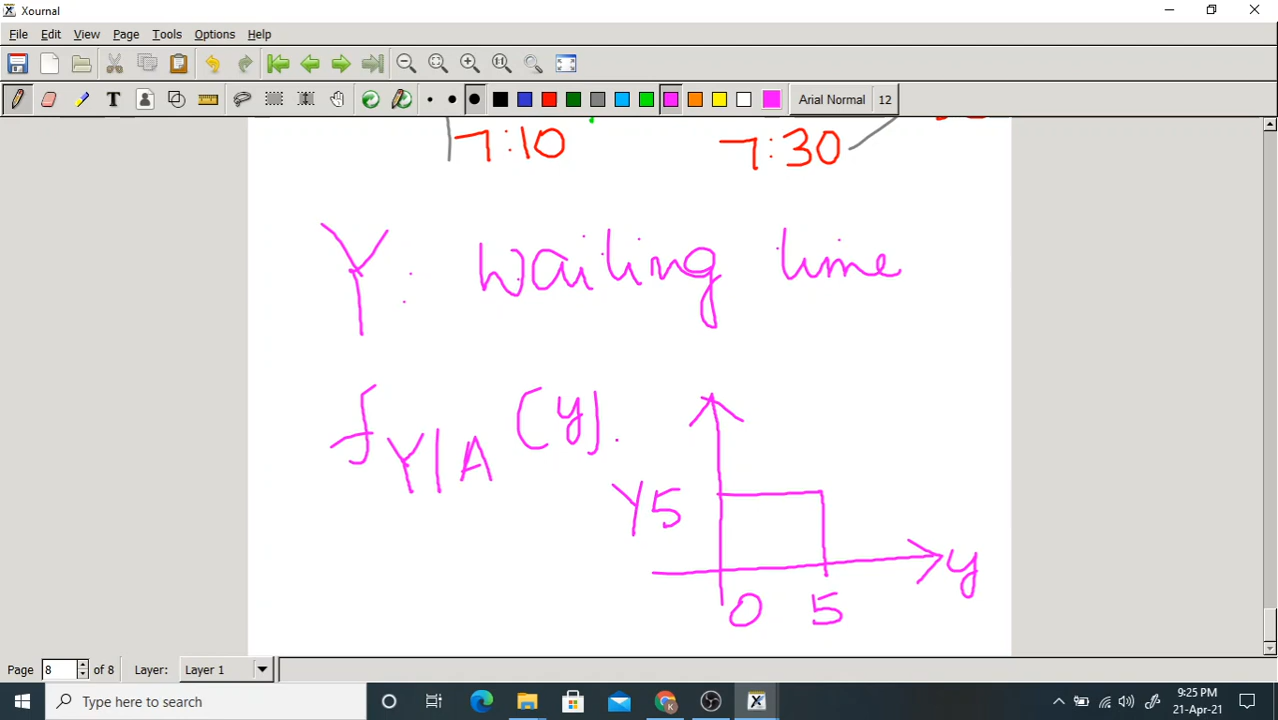 Xournal
File Edit View Page Tools Options Help
Arial Normal 12
7:10 7:30
Y: waiting time
f Y|A (y).
1/5
y
0 5
Page 8 of 8 Layer: Layer 1
Type here to search
9:25 PM
21-Apr-21